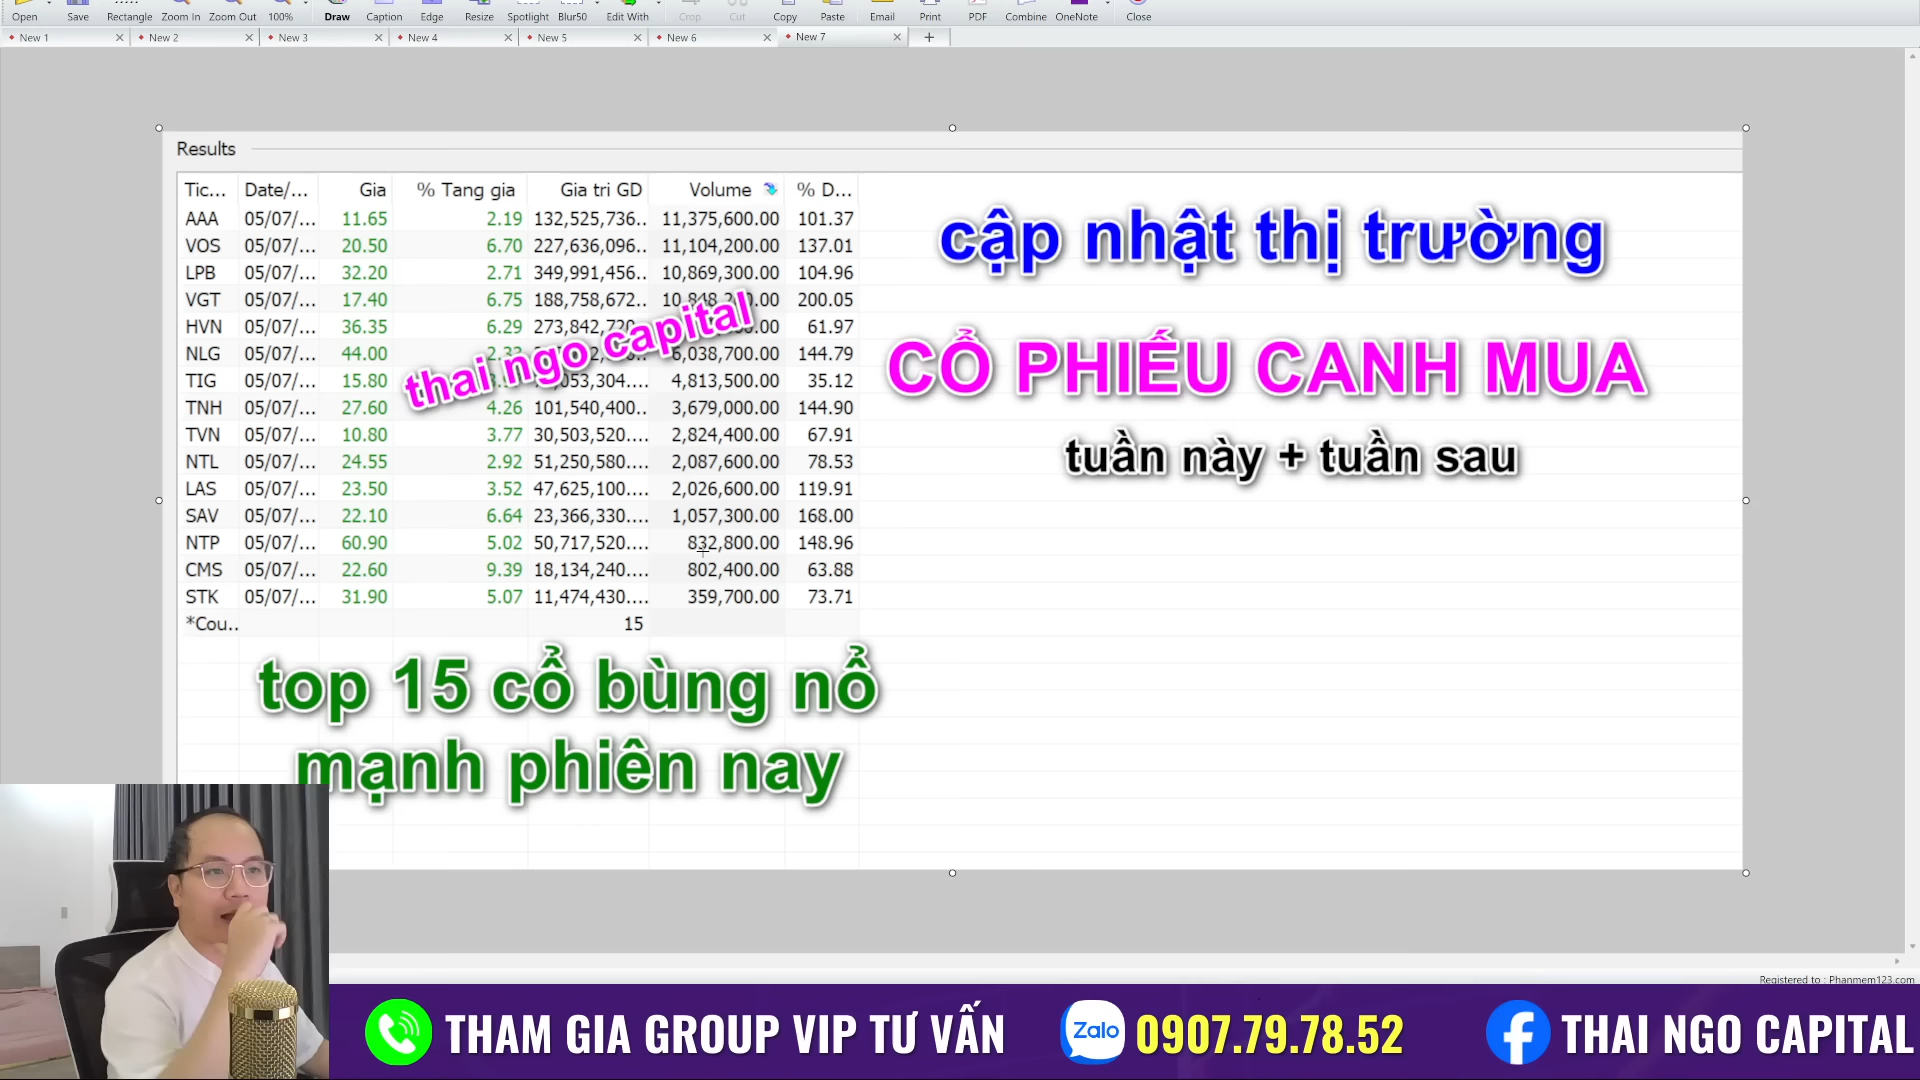 Open Save Rectangle Zoom In Zoom Out 100% Draw Caption Edge Resize Spotlight Blur50 Edit With Crop Cut Copy Paste Email Print PDF Combine OneNote Close
New 1 New 2 New 3 New 4 New 5 New 6 New 7
Results
Tic... Date/... Gia % Tang gia Gia tri GD Volume % D...
AAA 05/07/... 11.65 2.19 132,525,736.. 11,375,600.00 101.37
VOS 05/07/... 20.50 6.70 227,636,096.. 11,104,200.00 137.01
LPB 05/07/... 32.20 2.71 349,991,456.. 10,869,300.00 104.96
VGT 05/07/... 17.40 6.75 188,758,672.. 200.05
HVN 05/07/... 36.35 6.29 61.97
NLG 05/07/... 44.00 6,038,700.00 144.79
TIG 05/07/... 15.80 4,813,500.00 35.12
TNH 05/07/... 27.60 4.26 101,540,400.. 3,679,000.00 144.90
TVN 05/07/... 10.80 3.77 30,503,520.... 2,824,400.00 67.91
NTL 05/07/... 24.55 2.92 51,250,580.... 2,087,600.00 78.53
LAS 05/07/... 23.50 3.52 47,625,100.... 2,026,600.00 119.91
SAV 05/07/... 22.10 6.64 23,366,330.... 1,057,300.00 168.00
NTP 05/07/... 60.90 5.02 50,717,520.... 832,800.00 148.96
CMS 05/07/... 22.60 9.39 18,134,240.... 802,400.00 63.88
STK 05/07/... 31.90 5.07 11,474,430.... 359,700.00 73.71
*Cou.. 15
thai ngo capital
cập nhật thị trường
CỔ PHIẾU CANH MUA
tuần này + tuần sau
top 15 cổ bùng nổ
mạnh phiên nay
Registered to : Phanmem123.com
THAM GIA GROUP VIP TƯ VẤN Zalo 0907.79.78.52 THAI NGO CAPITAL